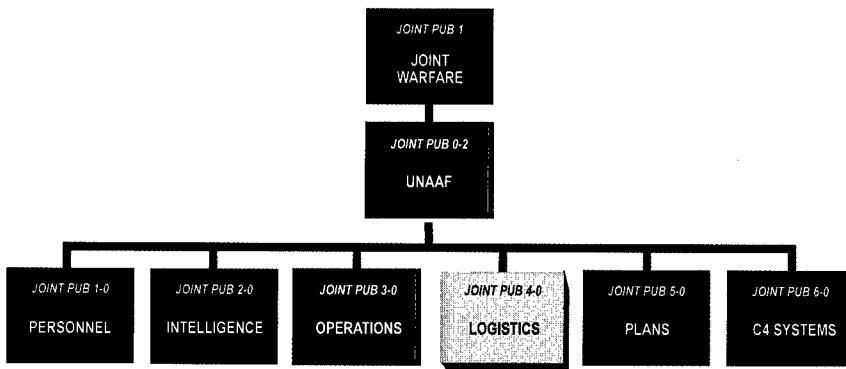 JOINT PUB 1
JOINT
WARFARE
JOINT PUB 0-2
UNAAF
JOINT PUB 1-0
PERSONNEL
JOINT PUB 2-0
INTELLIGENCE
JOINT PUB 3-0
OPERATIONS
JOINT PUB 4-0
LOGISTICS
JOINT PUB 5-0
PLANS
JOINT PUB 6-0
C4 SYSTEMS